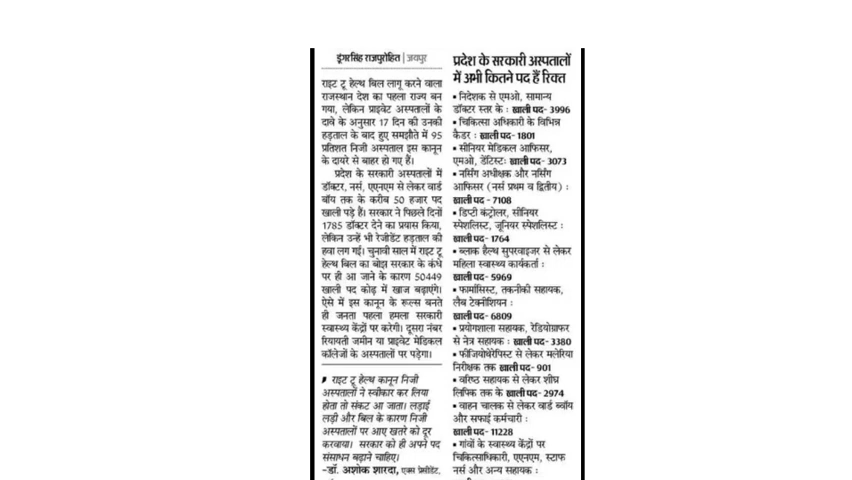 डूंगरसिंह राजपुरोहित | जयपुर
राइट टू हेल्थ बिल लागू करने वाला
राजस्थान देश का पहला राज्य बन
गया, लेकिन प्राइवेट अस्पतालों के
दावे के अनुसार 17 दिन की उनकी
हड़ताल के बाद हुए समझौते में 95
प्रतिशत निजी अस्पताल इस कानून
के दायरे से बाहर हो गए हैं।
प्रदेश के सरकारी अस्पतालों में
डॉक्टर, नर्स, एएनएम से लेकर वार्ड
बॉय तक के करीब 50 हजार पद
खाली पड़े हैं। सरकार ने पिछले दिनों
1785 डॉक्टर देने का प्रयास किया,
लेकिन उन्हें भी रेजीडेंट हड़ताल की
हवा लग गई। चुनावी साल में राइट टू
हेल्थ बिल का बोझ सरकार के कंधे
पर ही आ जाने के कारण 50449
खाली पद कोढ़ में खाज बढ़ाएंगे।
ऐसे में इस कानून के रूल्स बनते
ही जनता पहला हमला सरकारी
स्वास्थ्य केंद्रों पर करेगी। दूसरा नंबर
रियायती जमीन या प्राइवेट मेडिकल
कॉलेजों के अस्पतालों पर पड़ेगा।
राइट टू हेल्थ कानून निजी
अस्पतालों ने स्वीकार कर लिया
होता तो संकट आ जाता। लड़ाई
लड़ी और बिल के कारण निजी
अस्पतालों पर आए खतरे को दूर
करवाया। सरकार को ही अपने पद
संसाधन बढ़ाने चाहिए।
-डॉ. अशोक शारदा, एक्स प्रेसीडेंट,
प्रदेश के सरकारी अस्पतालों
में अभी कितने पद हैं रिक्त
▪ निदेशक से एमओ, सामान्य
डॉक्टर स्तर के : खाली पद- 3996
▪ चिकित्सा अधिकारी के विभिन्न
कैडर : खाली पद- 1801
▪ सीनियर मेडिकल आफिसर,
एमओ, डेंटिस्ट: खाली पद- 3073
▪ नर्सिंग अधीक्षक और नर्सिंग
आफिसर (नर्स प्रथम व द्वितीय) :
खाली पद- 7108
▪ डिप्टी कंट्रोलर, सीनियर
स्पेशलिस्ट, जूनियर स्पेशलिस्ट :
खाली पद- 1764
▪ ब्लाक हैल्थ सुपरवाइजर से लेकर
महिला स्वास्थ्य कार्यकर्ता :
खाली पद- 5969
▪ फार्मासिस्ट, तकनीकी सहायक,
लैब टेक्नीशियन :
खाली पद- 6809
▪ प्रयोगशाला सहायक, रेडियोग्राफर
से नेत्र सहायक : खाली पद- 3380
▪ फीजियोथेरेपिस्ट से लेकर मलेरिया
निरीक्षक तक खाली पद- 901
▪ वरिष्ठ सहायक से लेकर शीघ्र
लिपिक तक के खाली पद- 2974
▪ वाहन चालक से लेकर वार्ड ब्वॉय
और सफाई कर्मचारी :
खाली पद- 11228
▪ गांवों के स्वास्थ्य केंद्रों पर
चिकित्साधिकारी, एएनएम, स्टाफ
नर्स और अन्य सहायक :